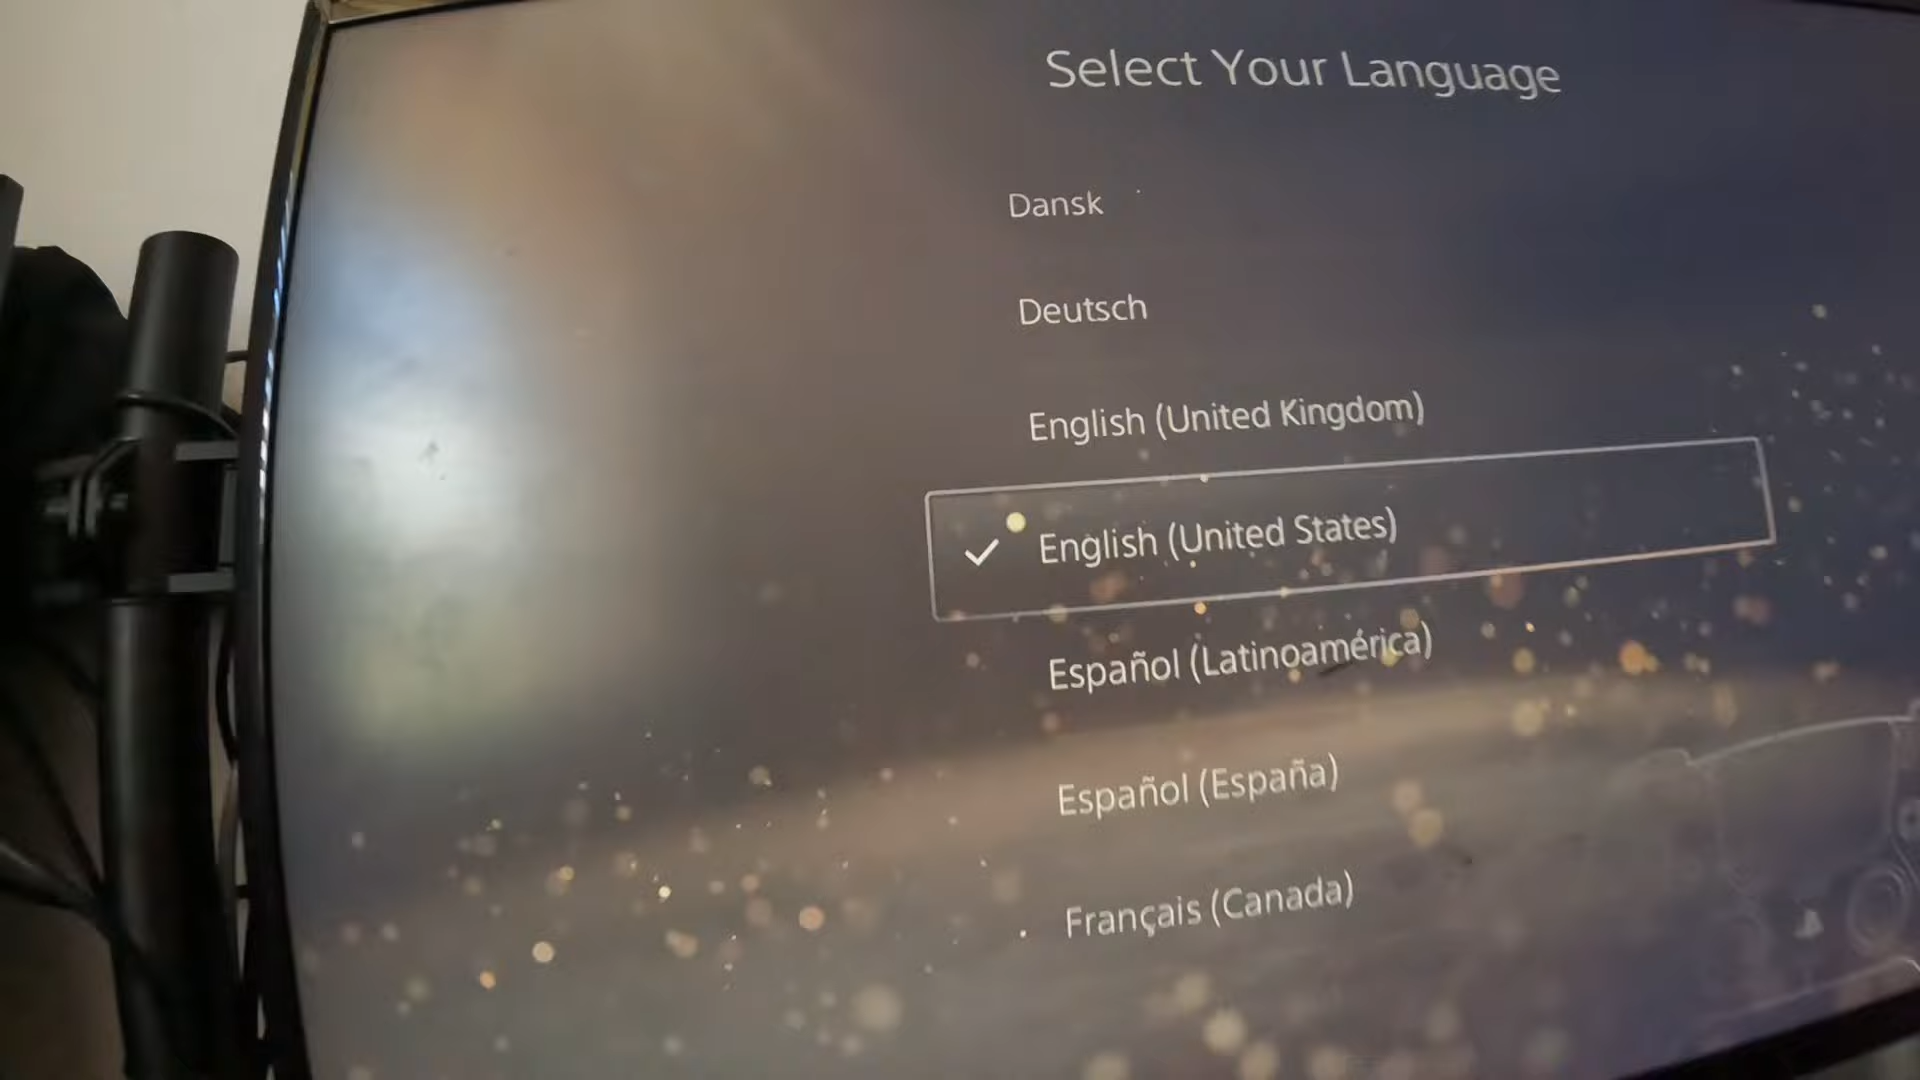 Select Your Language
Dansk
Deutsch
English (United Kingdom)
English (United States)
Español (Latinoamérica)
Español (España)
Français (Canada)